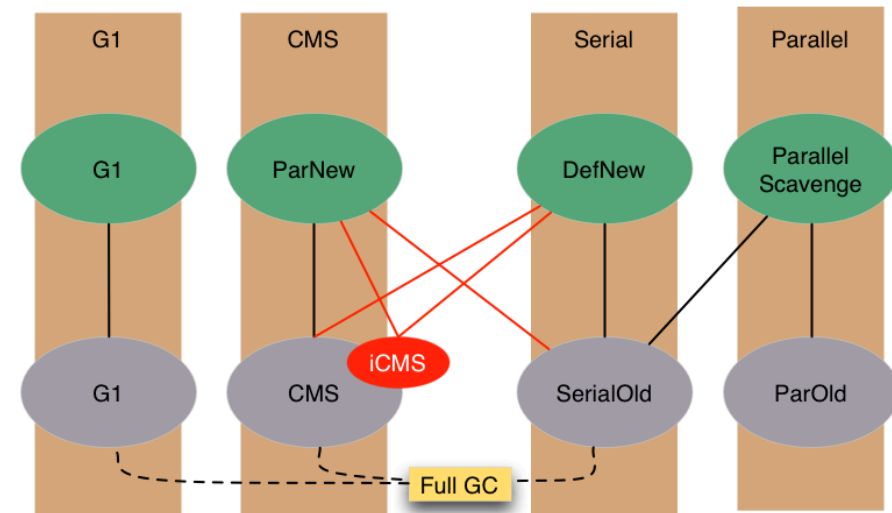 G1
CMS
Serial
Parallel
G1
ParNew
DefNew
Parallel
Scavenge
iCMS
G1
CMS
SerialOld
ParOld
Full GC